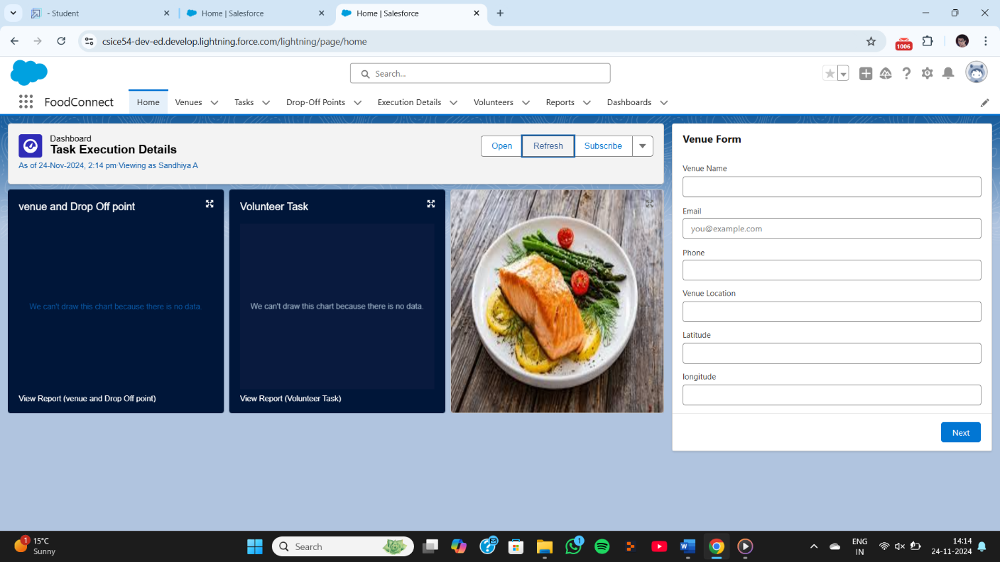 - Student
Home | Salesforce
Home | Salesforce
csice54-dev-ed.develop.lightning.force.com/lightning/page/home
1006
Search...
FoodConnect
Home
Venues
Tasks
Drop-Off Points
Execution Details
Volunteers
Reports
Dashboards
Dashboard
Task Execution Details
As of 24-Nov-2024, 2:14 pm·Viewing as Sandhiya A
Open
Refresh
Subscribe
venue and Drop Off point
We can't draw this chart because there is no data.
View Report (venue and Drop Off point)
Volunteer Task
We can't draw this chart because there is no data.
View Report (Volunteer Task)
Venue Form
Venue Name
Email
you@example.com
Phone
Venue Location
Latitude
longitude
Next
1
15°C
Sunny
Search
1
ENG
IN
14:14
24-11-2024